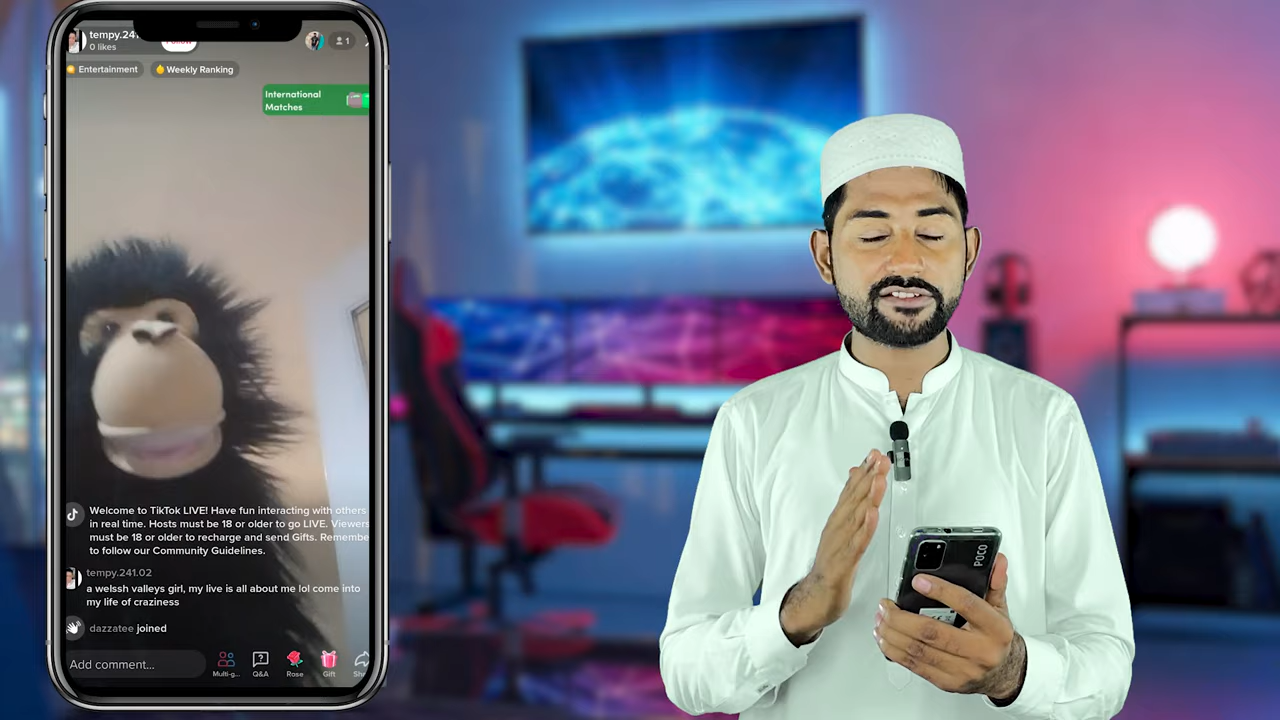 tempy.241
0 likes
1
Entertainment
Weekly Ranking
International
Matches
Welcome to TikTok LIVE! Have fun interacting with others
in real time. Hosts must be 18 or older to go LIVE. Viewers
must be 18 or older to recharge and send Gifts. Remembe
to follow our Community Guidelines.
tempy.241.02
a welssh valleys girl, my live is all about me lol come into
my life of craziness
dazzatee joined
Add comment...
Multi-g...
Q&A
Rose
Gift
Sha
POCO